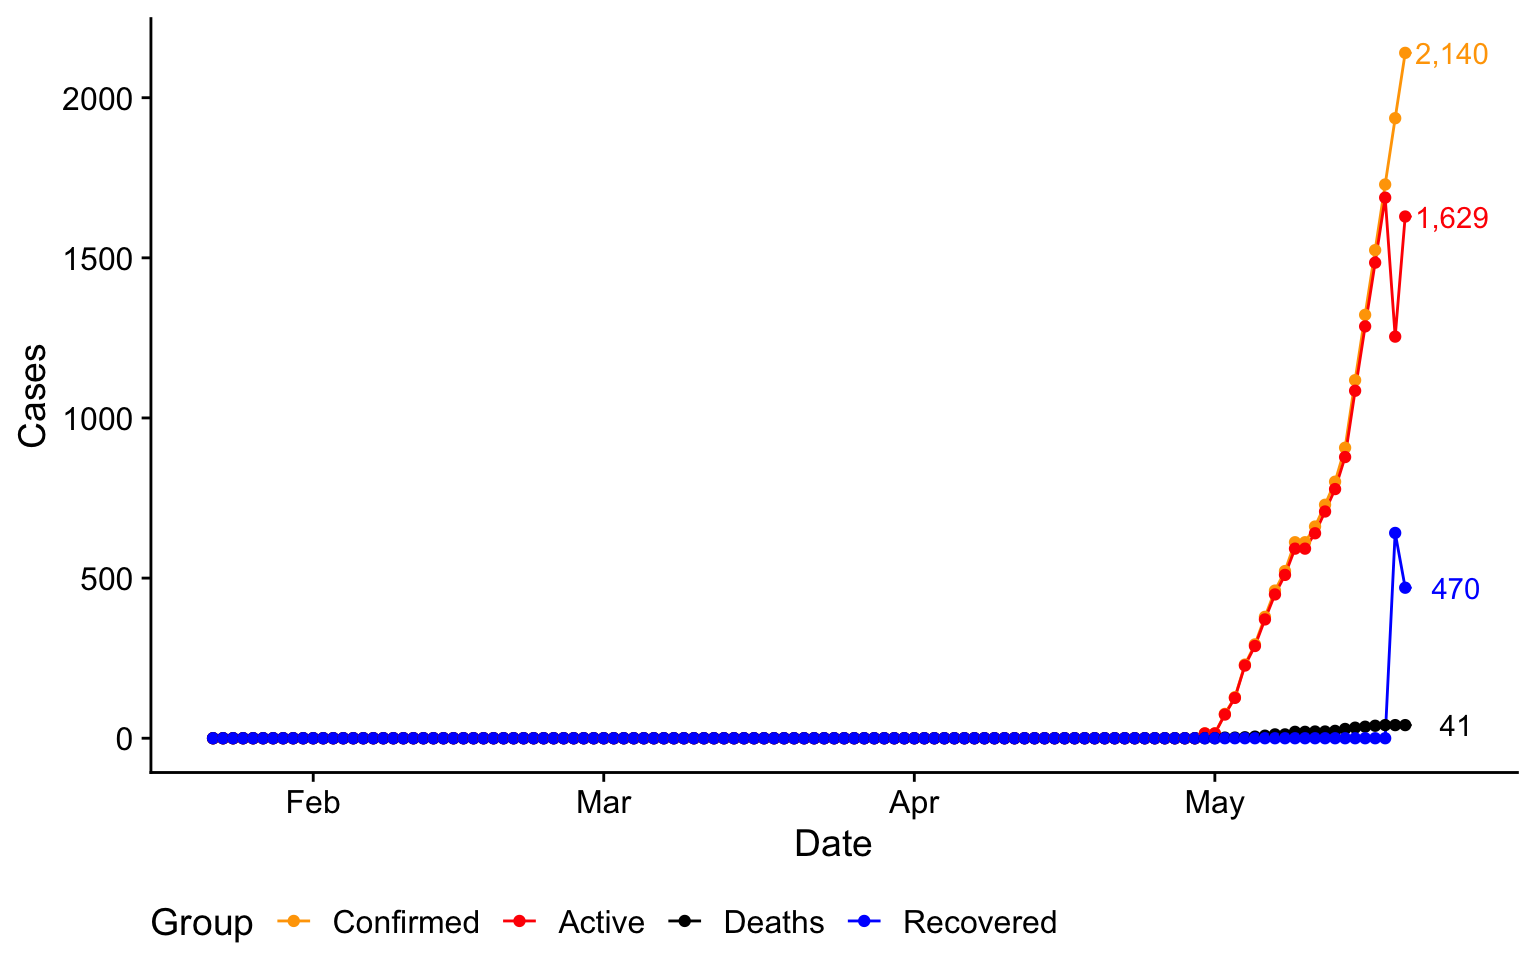 2,140
2000
1,629
1500
Cases
1000
500
470
41
0
Feb Mar Apr May
Date
Group Confirmed Active Deaths Recovered